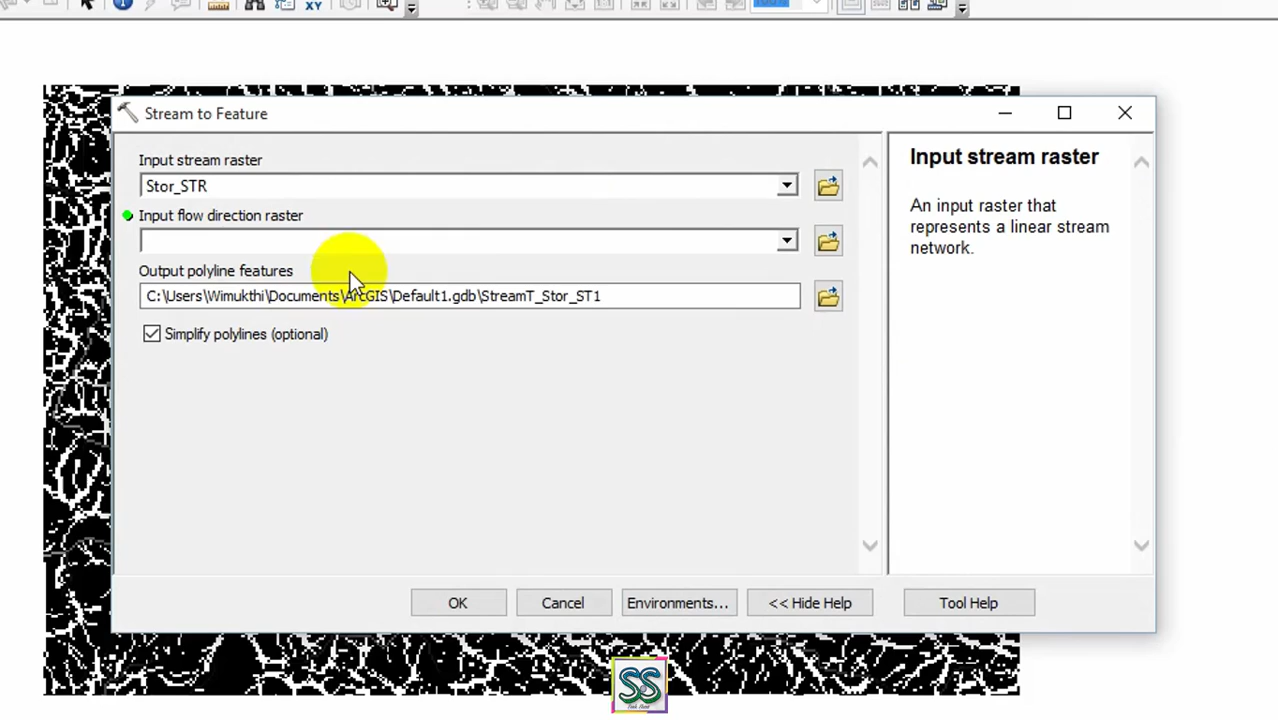 XY
100%
Stream to Feature
Input stream raster
Stor_STR
Input flow direction raster
Output polyline features
C:\Users\Wimukthi\Documents\ArcGIS\Default1.gdb\StreamT_Stor_ST1
Simplify polylines (optional)
OK
Cancel
Environments...
<< Hide Help
Input stream raster
An input raster that
represents a linear stream
network.
Tool Help
SS